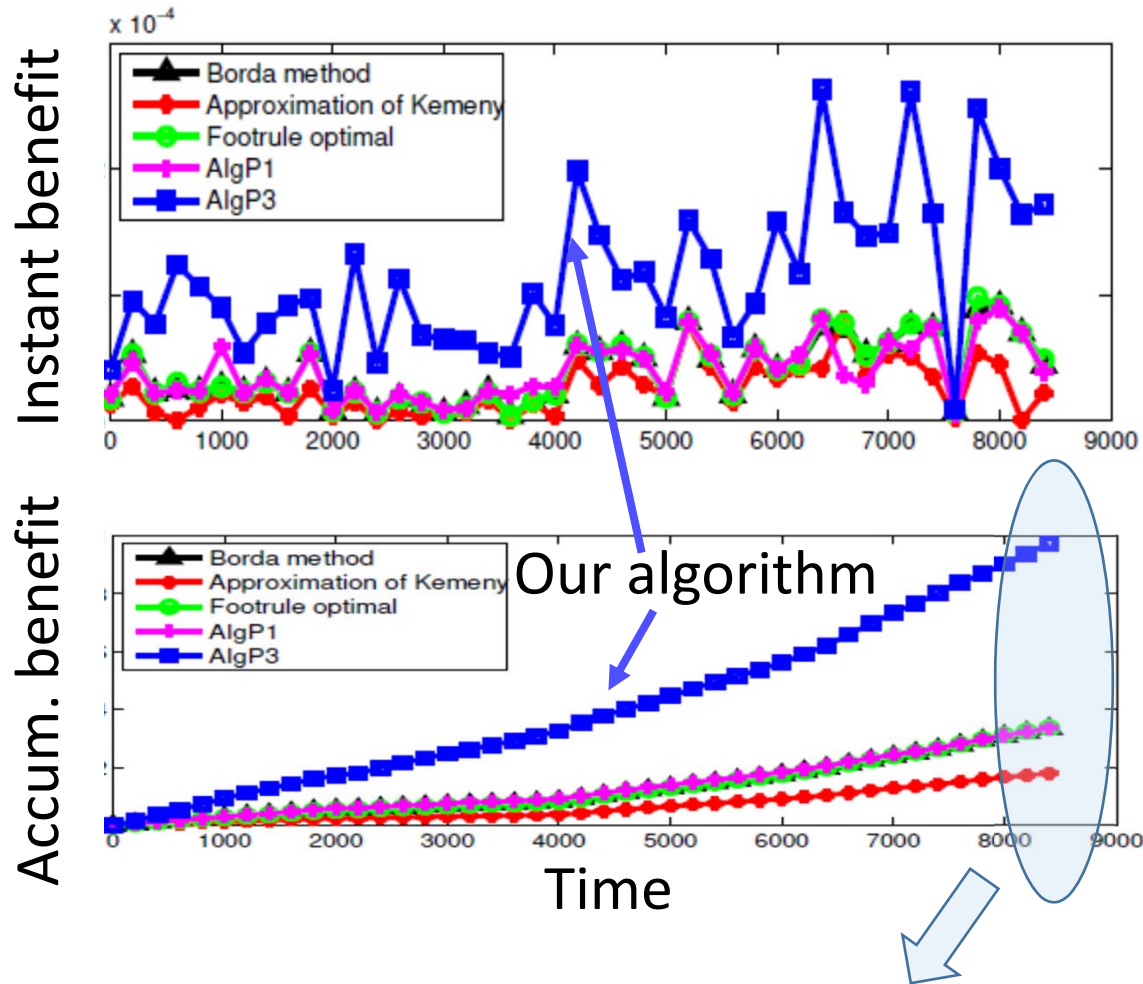 x 10⁻⁴
Instant benefit
Borda method
Approximation of Kemeny
Footrule optimal
AlgP1
AlgP3
0 1000 2000 3000 4000 5000 6000 7000 8000 9000
Accum. benefit
Borda method
Approximation of Kemeny
Footrule optimal
AlgP1
AlgP3
Our algorithm
2
0 1000 2000 3000 4000 5000 6000 7000 8000 9000
Time